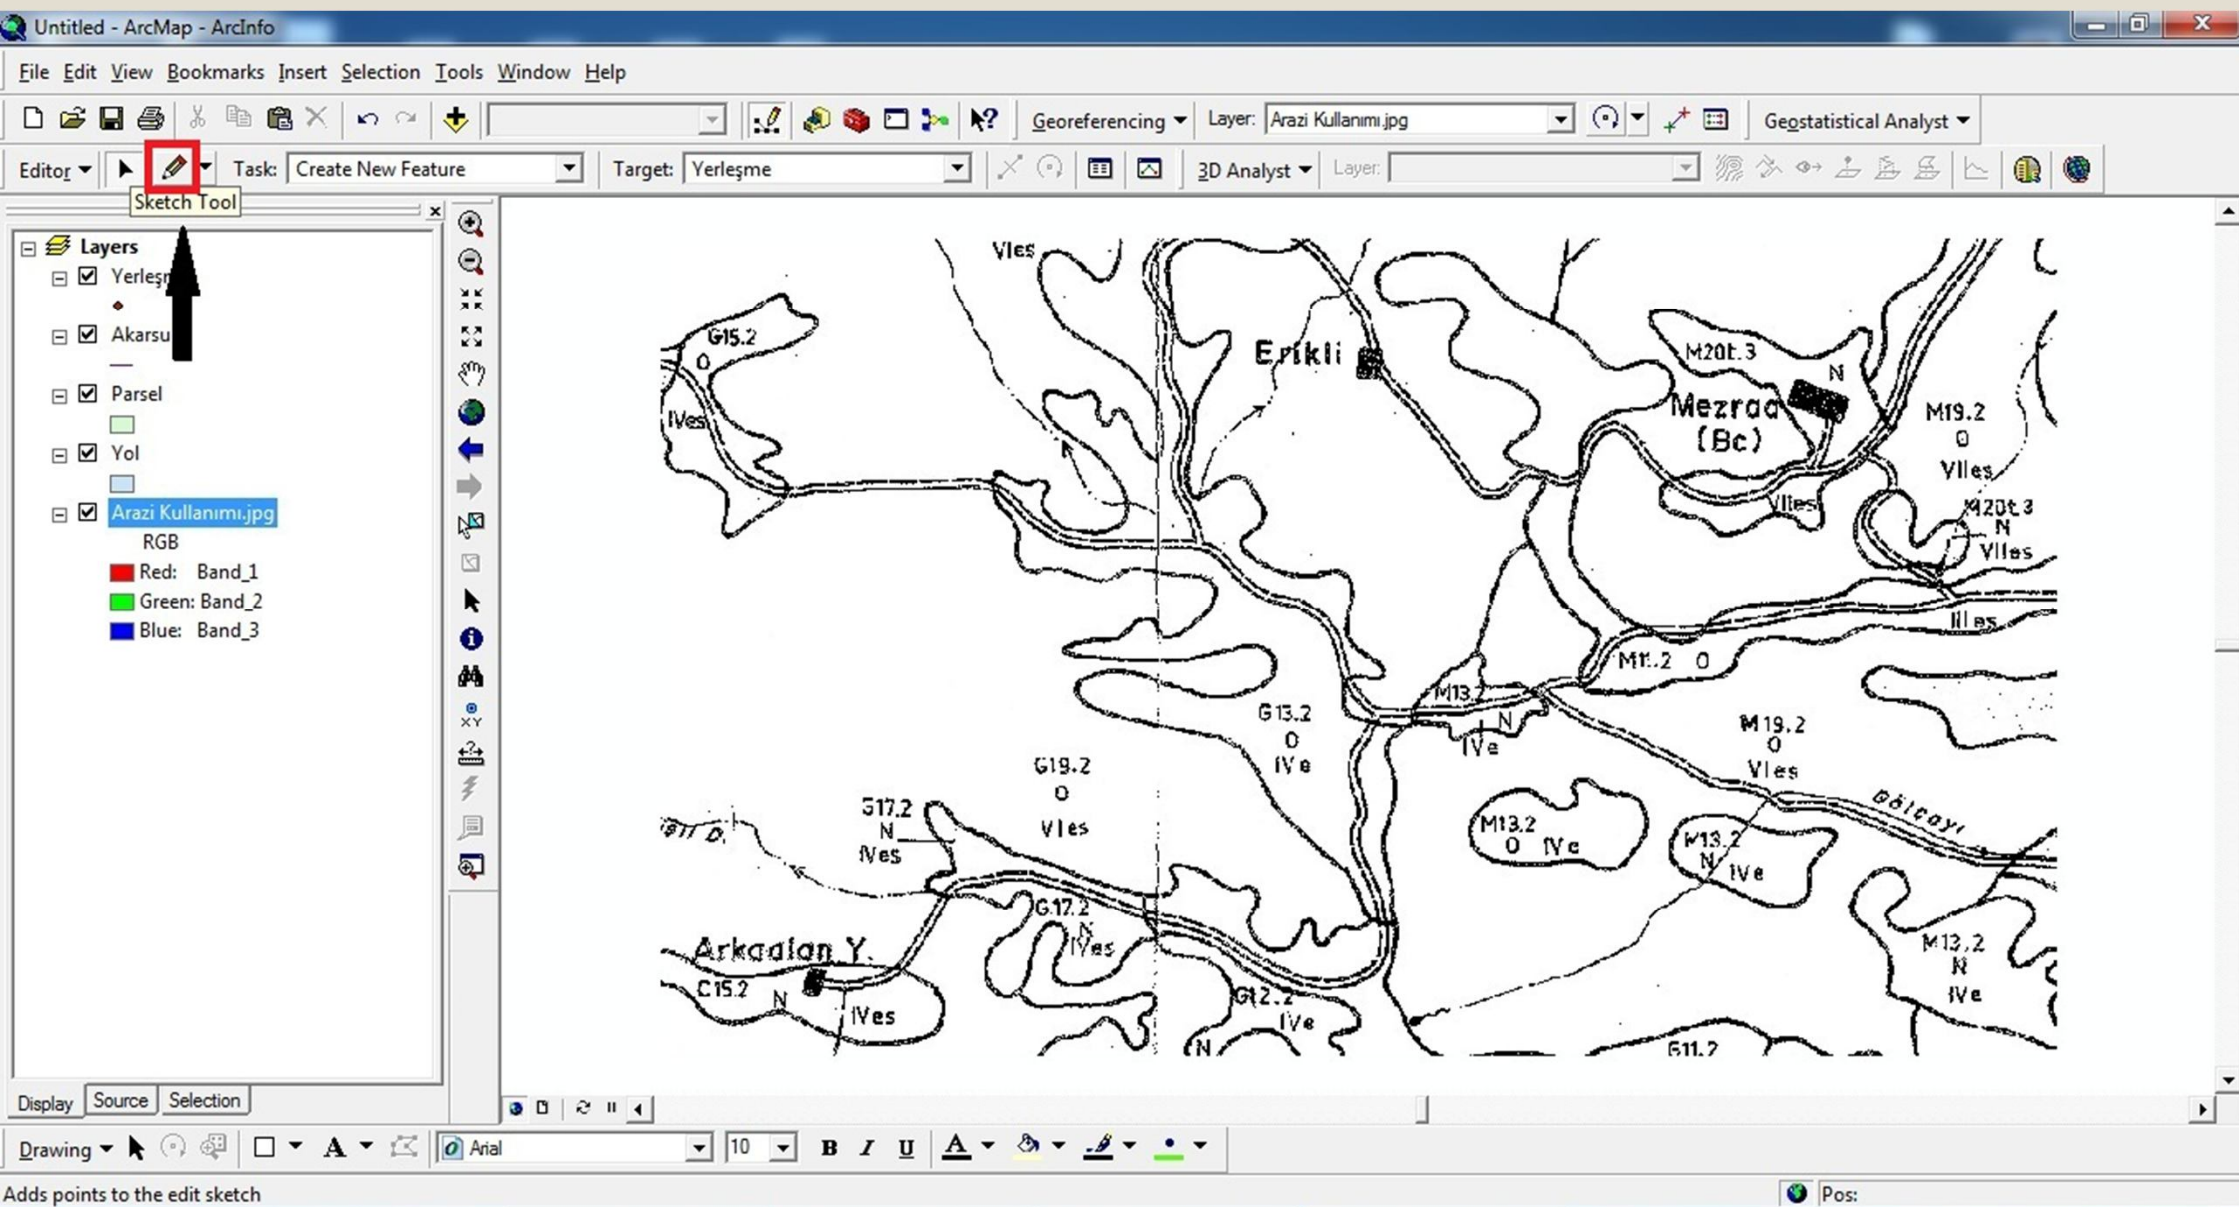 Untitled - ArcMap - ArcInfo
File Edit View Bookmarks Insert Selection Tools Window Help
Georeferencing Layer: Arazi Kullanımı.jpg Geostatistical Analyst
Editor Task: Create New Feature Target: Yerleşme 3D Analyst Layer:
Sketch Tool
Layers
Akarsu
Parsel
Yol
Arazi Kullanımı.jpg
RGB
Red: Band_1
Green: Band_2
Blue: Band_3
XY
VIes
G15.2
O
IVes
Erikli
M20t.3
N
Mezraa
(Bc)
M19.2
O
VIIes
M20t.3
N
VIIes
VIIes
IIIes
M11.2 O
M13.2
N
IVe
G13.2
O
IVe
M19.2
O
VIes
Gölçayı
G19.2
O
VIes
G17.2
N
IVes
M13.2
O IVe
M13.2
N IVe
G17.2
N
IVes
Arkaalan Y.
C15.2
N
IVes
M13.2
N
IVe
G12.2
IVe
N
G11.2
Display Source Selection
Drawing A Arial 10 B I U A
Adds points to the edit sketch
Pos: